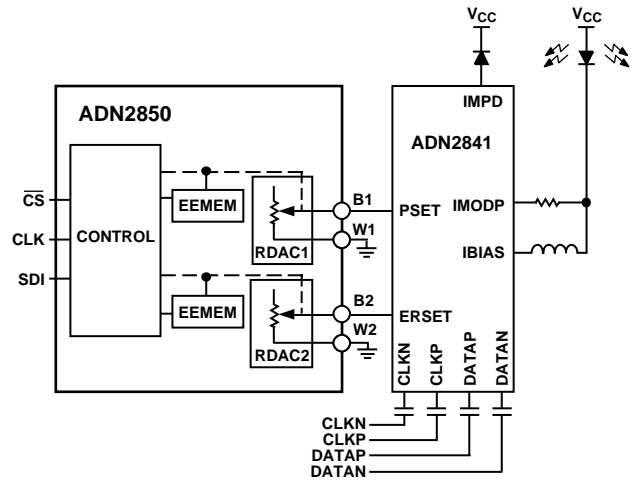 VCC
VCC
IMPD
ADN2850
ADN2841
CS
CLK
SDI
CONTROL
EEMEM
RDAC1
B1
W1
PSET
IMODP
IBIAS
EEMEM
RDAC2
B2
W2
ERSET
CLKN
CLKP
DATAP
DATAN
CLKN
CLKP
DATAP
DATAN